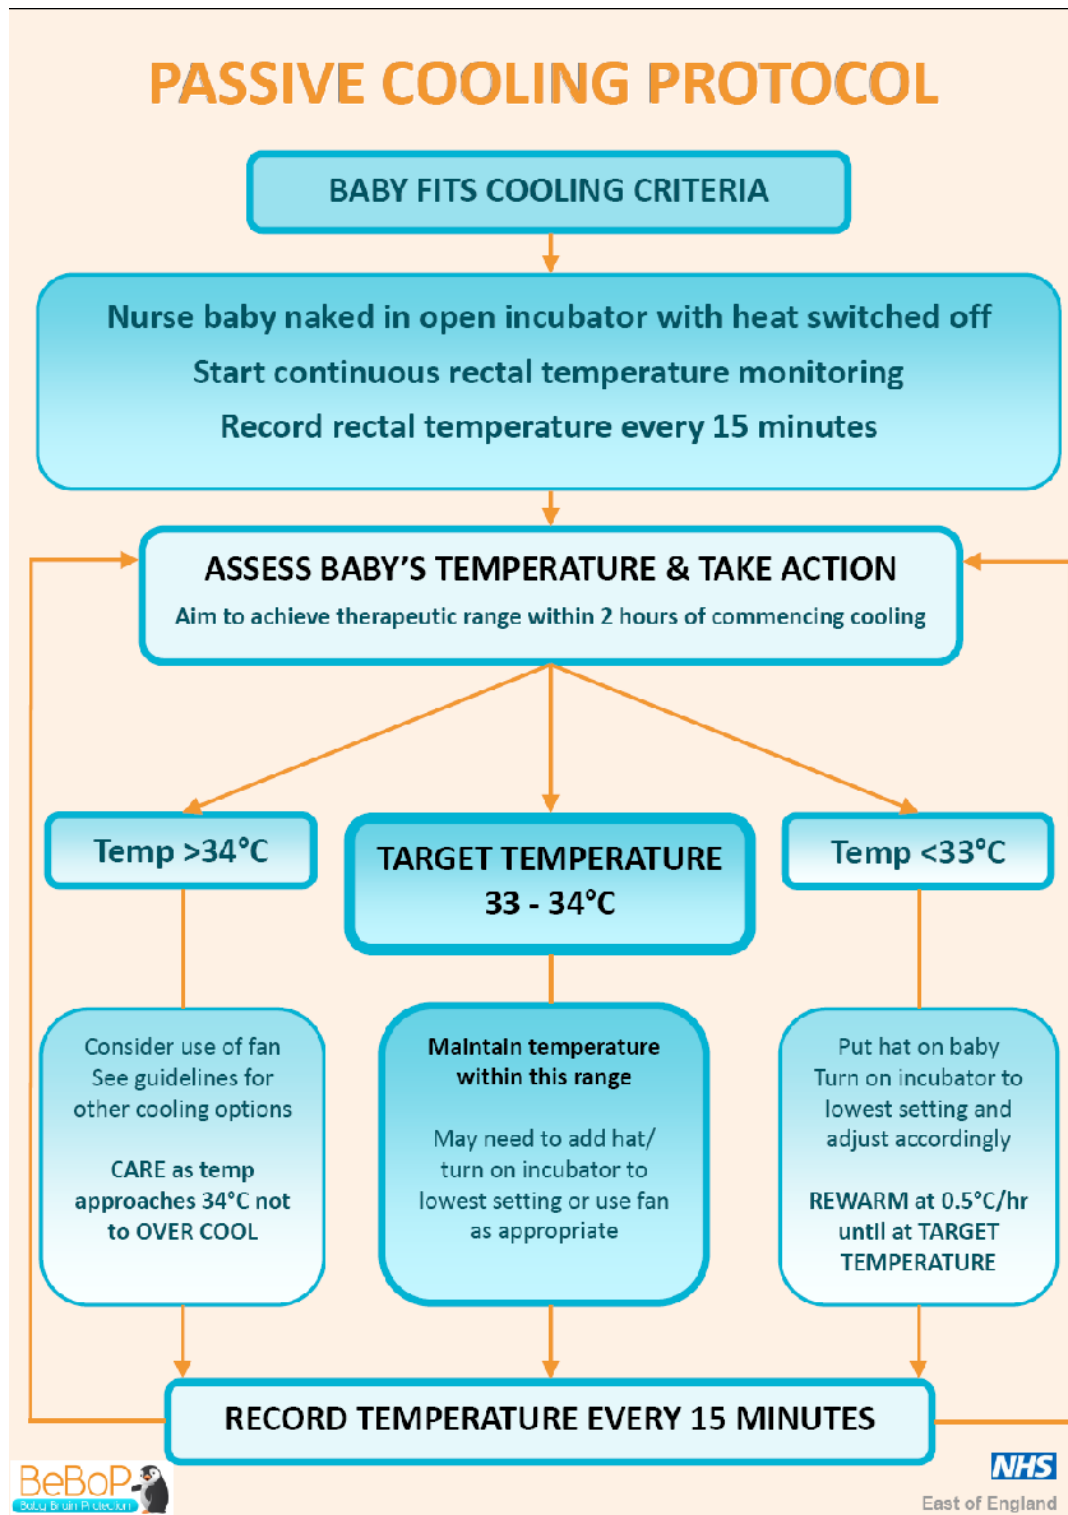 PASSIVE COOLING PROTOCOL
BABY FITS COOLING CRITERIA
Nurse baby naked in open incubator with heat switched off
Start continuous rectal temperature monitoring
Record rectal temperature every 15 minutes
ASSESS BABY'S TEMPERATURE & TAKE ACTION
Aim to achieve therapeutic range within 2 hours of commencing cooling
Temp >34°C
Consider use of fan
See guidelines for
other cooling options
CARE as temp
approaches 34°C not
to OVER COOL
TARGET TEMPERATURE
33 - 34°C
Maintain temperature
within this range
May need to add hat/
turn on incubator to
lowest setting or use fan
as appropriate
Temp <33°C
Put hat on baby
Turn on incubator to
lowest setting and
adjust accordingly
REWARM at 0.5°C/hr
until at TARGET
TEMPERATURE
RECORD TEMPERATURE EVERY 15 MINUTES
BeBoP
Baby Brain Protection
NHS
East of England